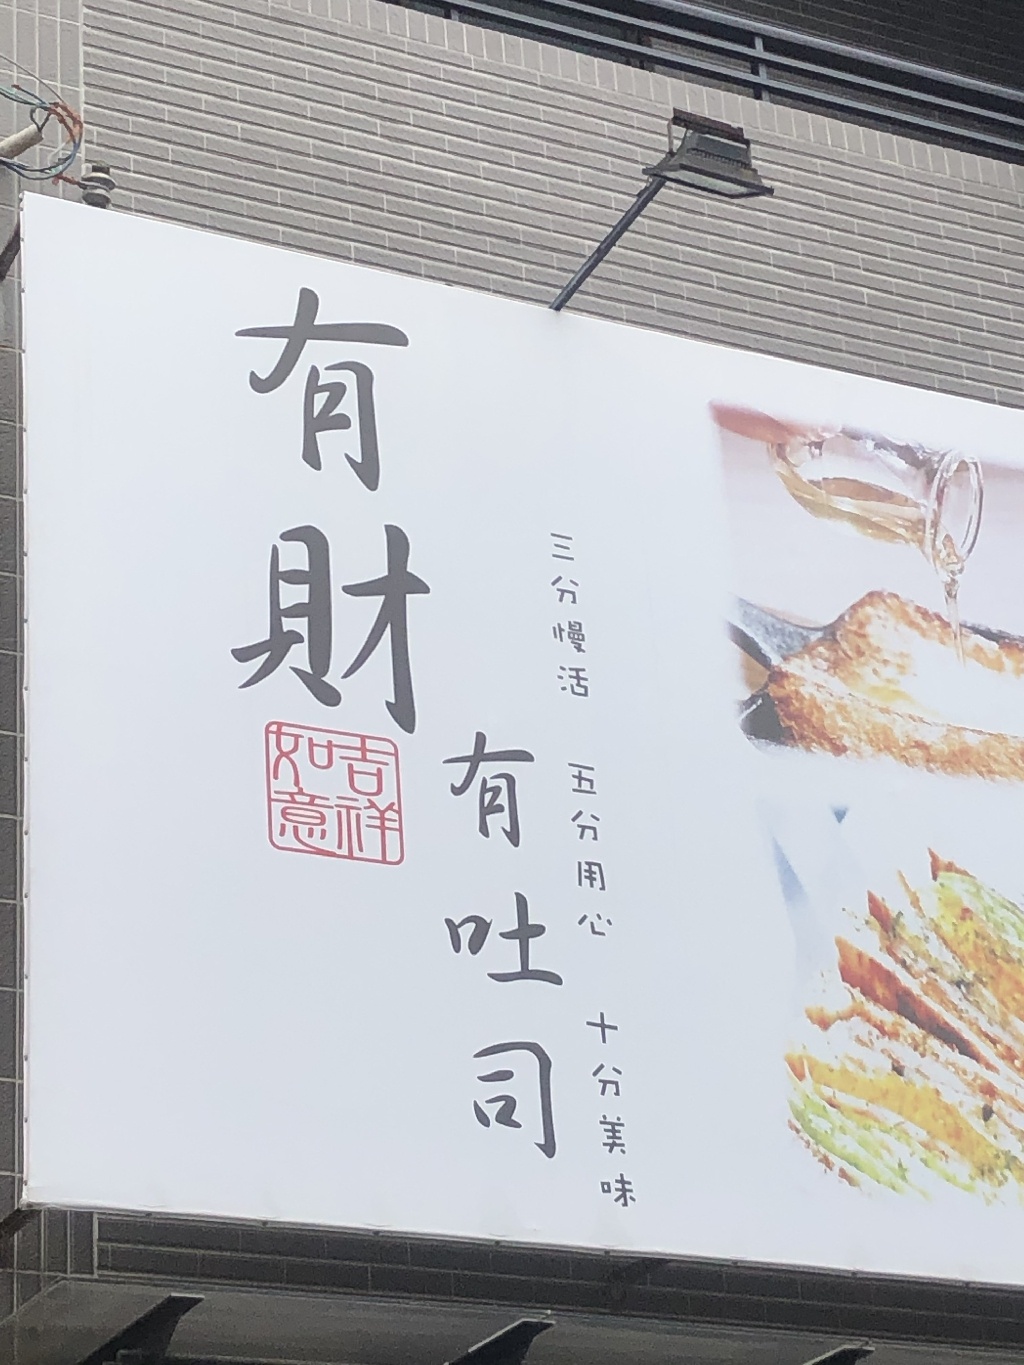 有財
吉祥
如意
有吐司
三分慢活 五分用心 十分美味